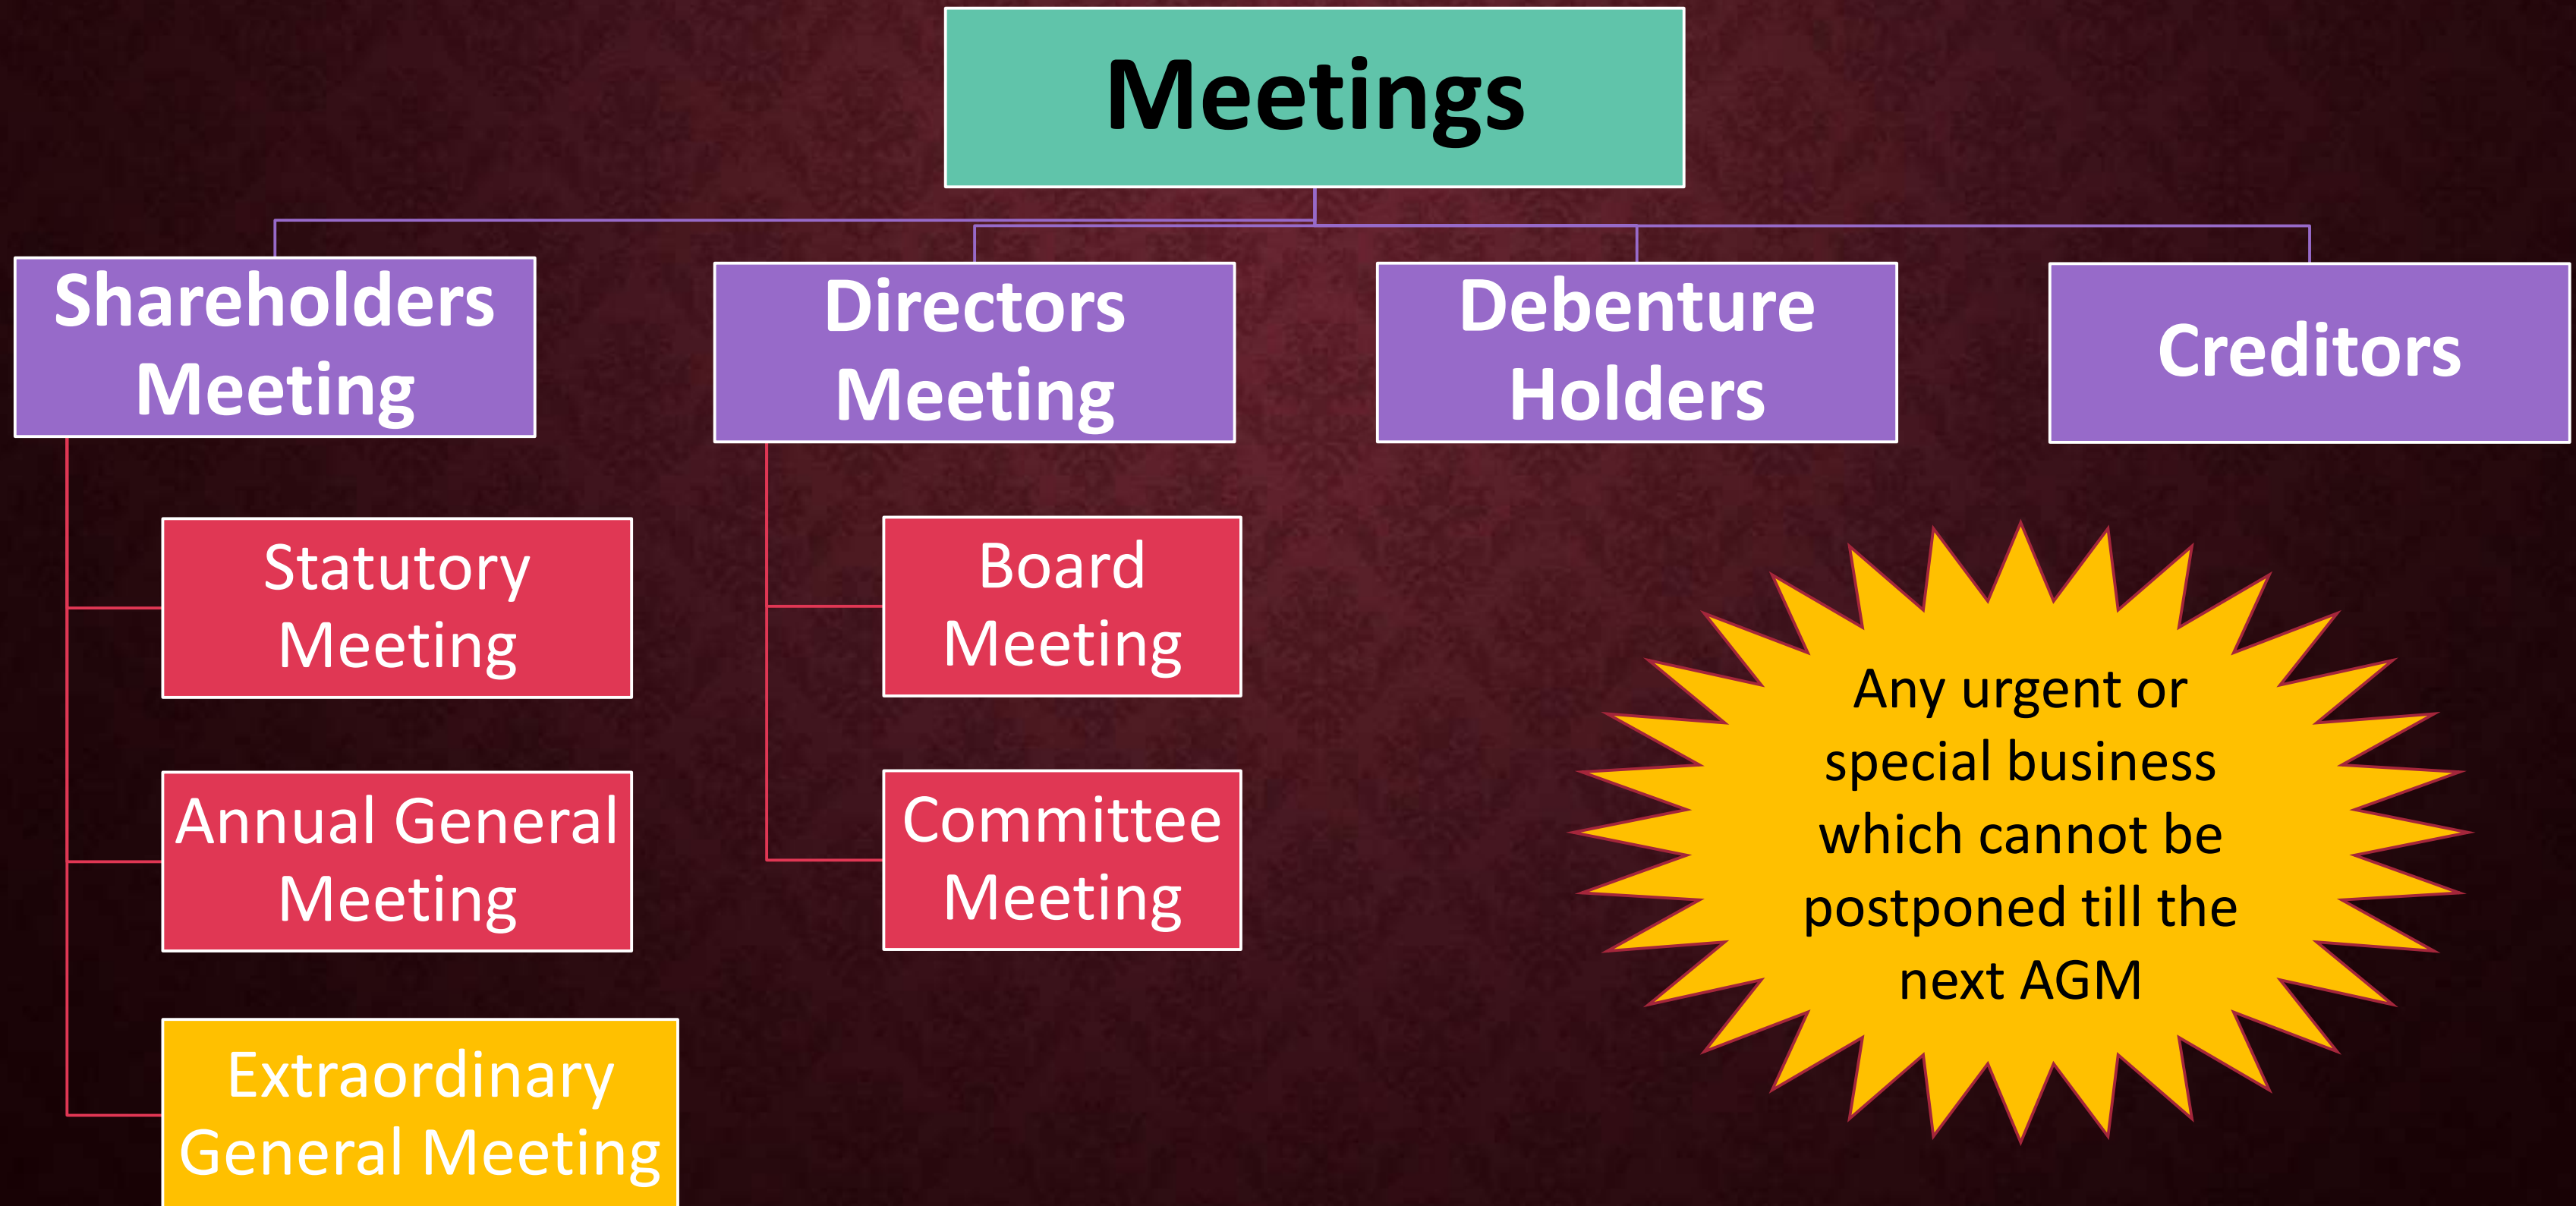 Meetings
Shareholders
Meeting
Directors
Meeting
Debenture
Holders
Creditors
Statutory
Meeting
Annual General
Meeting
Extraordinary
General Meeting
Board
Meeting
Committee
Meeting
Any urgent or
special business
which cannot be
postponed till the
next AGM